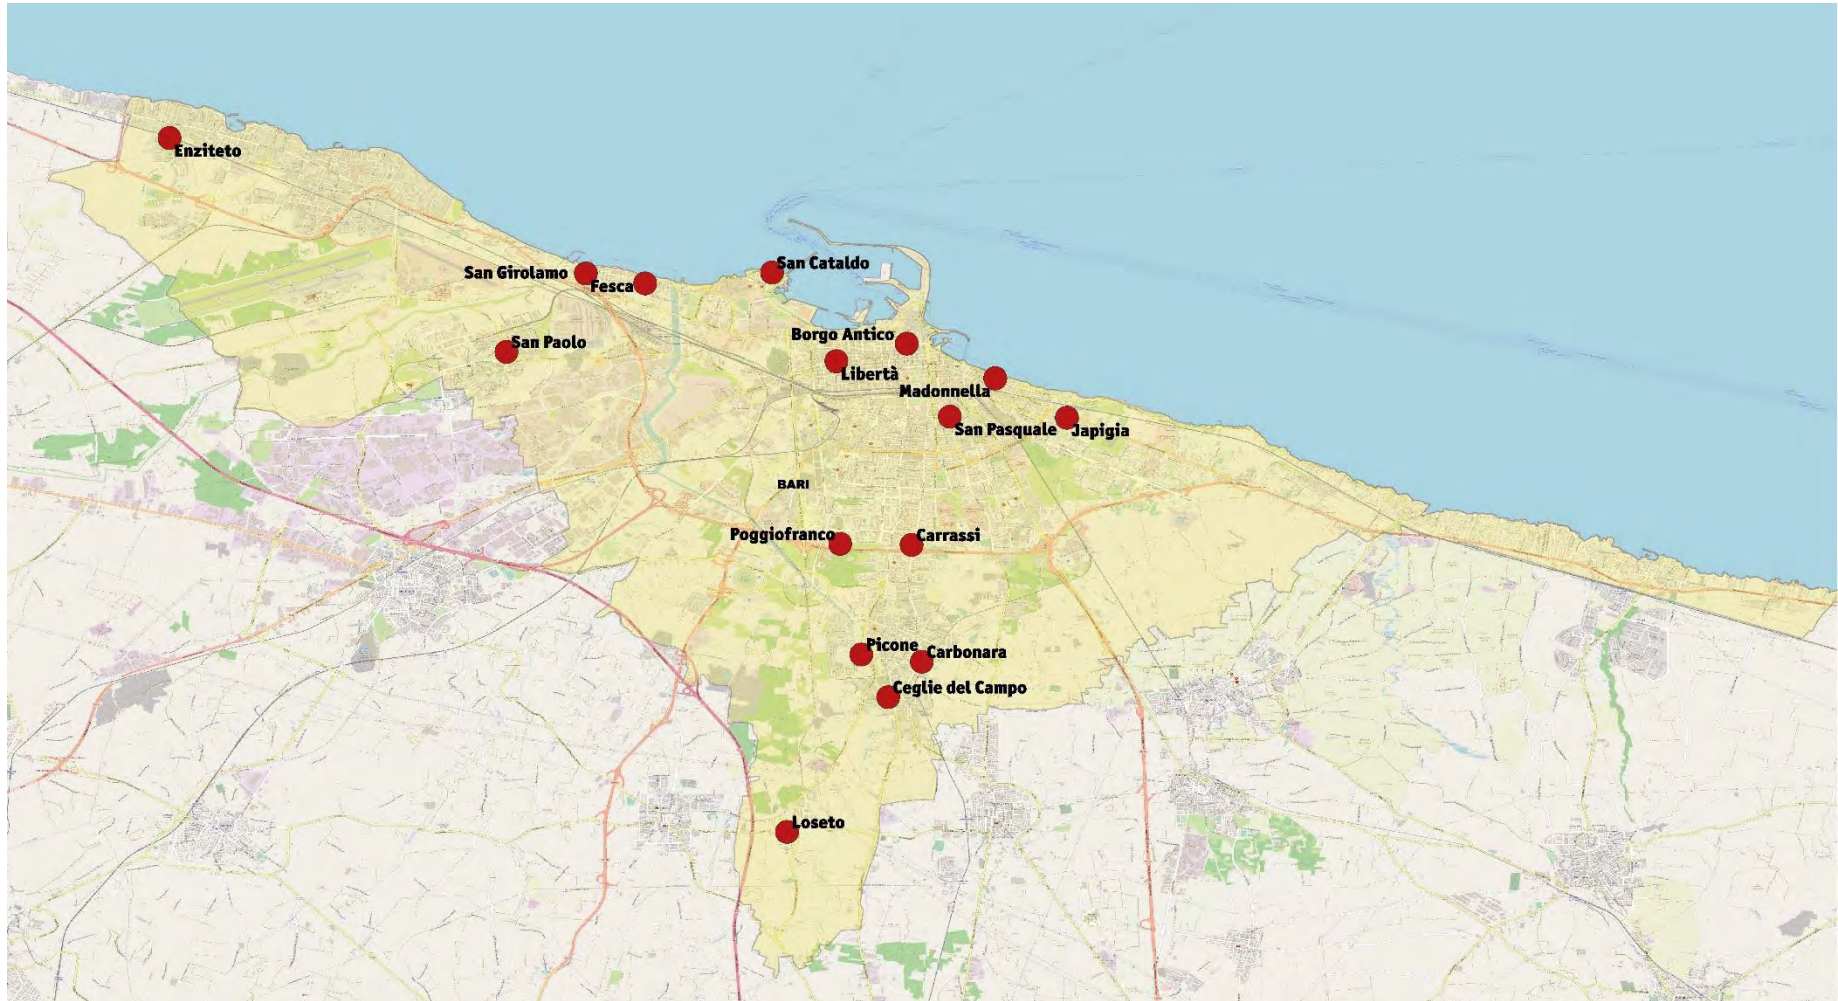 Enziteto
San Cataldo
San Girolamo
Fesca
Borgo Antico
San Paolo
Libertà
Madonnella
San Pasquale
Japigia
BARI
Poggiofranco
Carrassi
Picone
Carbonara
Ceglie del Campo
Loseto